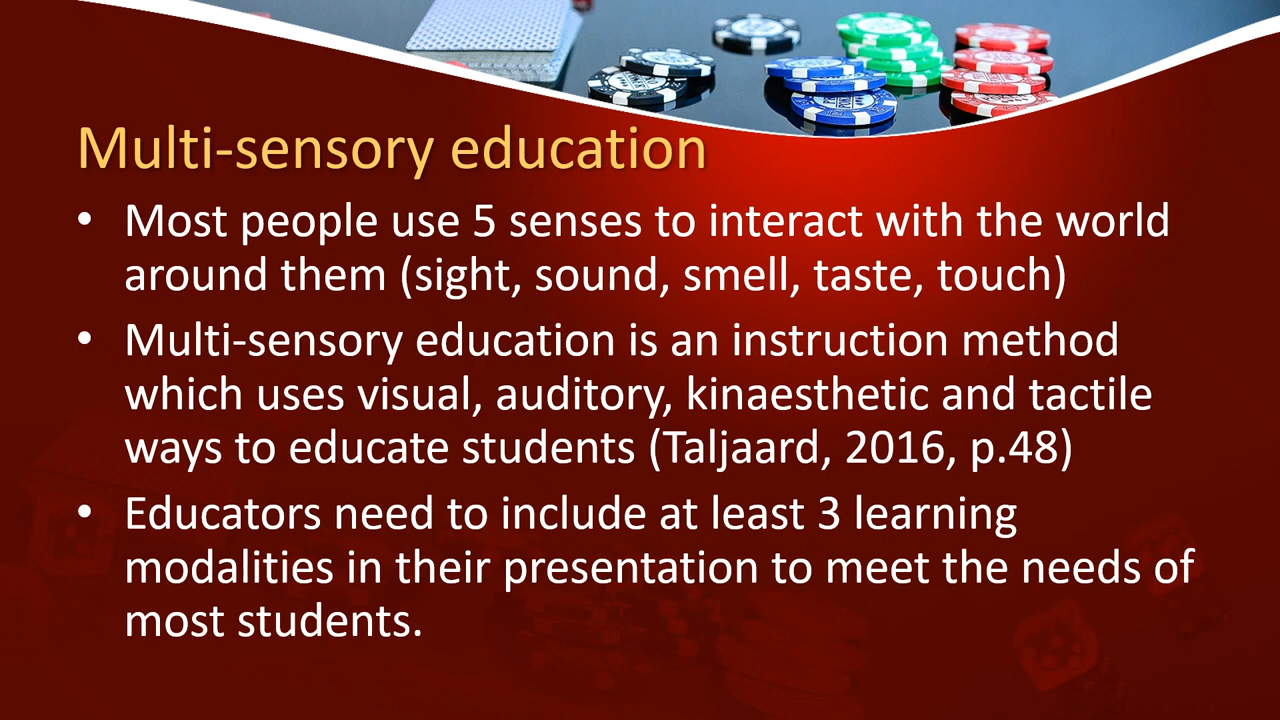 Multi-sensory education
• Most people use 5 senses to interact with the world
around them (sight, sound, smell, taste, touch)
• Multi-sensory education is an instruction method
which uses visual, auditory, kinaesthetic and tactile
ways to educate students (Taljaard, 2016, p.48)
• Educators need to include at least 3 learning
modalities in their presentation to meet the needs of
most students.